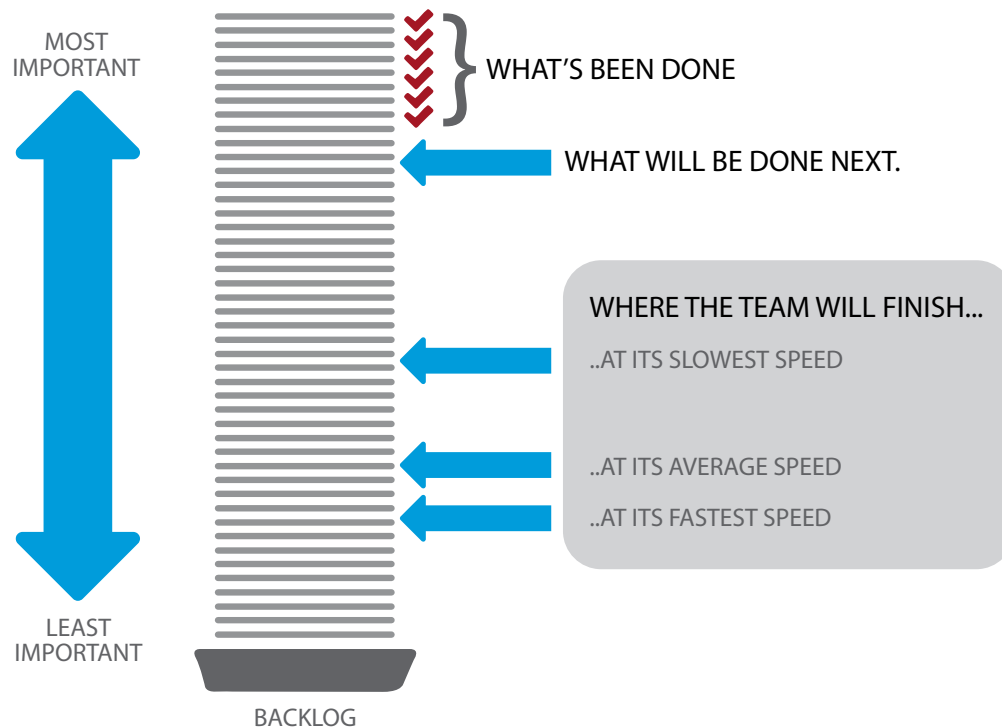 MOST
IMPORTANT
WHAT'S BEEN DONE
WHAT WILL BE DONE NEXT.
WHERE THE TEAM WILL FINISH...
..AT ITS SLOWEST SPEED
..AT ITS AVERAGE SPEED
..AT ITS FASTEST SPEED
LEAST
IMPORTANT
BACKLOG